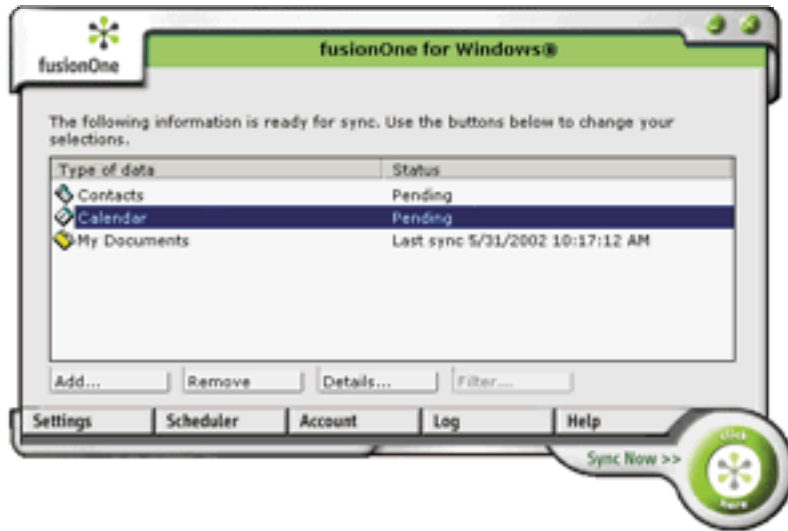 fusionOne
fusionOne for Windows®
The following information is ready for sync. Use the buttons below to change your
selections.
Type of data Status
Contacts Pending
Calendar Pending
My Documents Last sync 5/31/2002 10:17:12 AM
Add... Remove Details... Filter...
Settings Scheduler Account Log Help
click
Sync Now >>
here